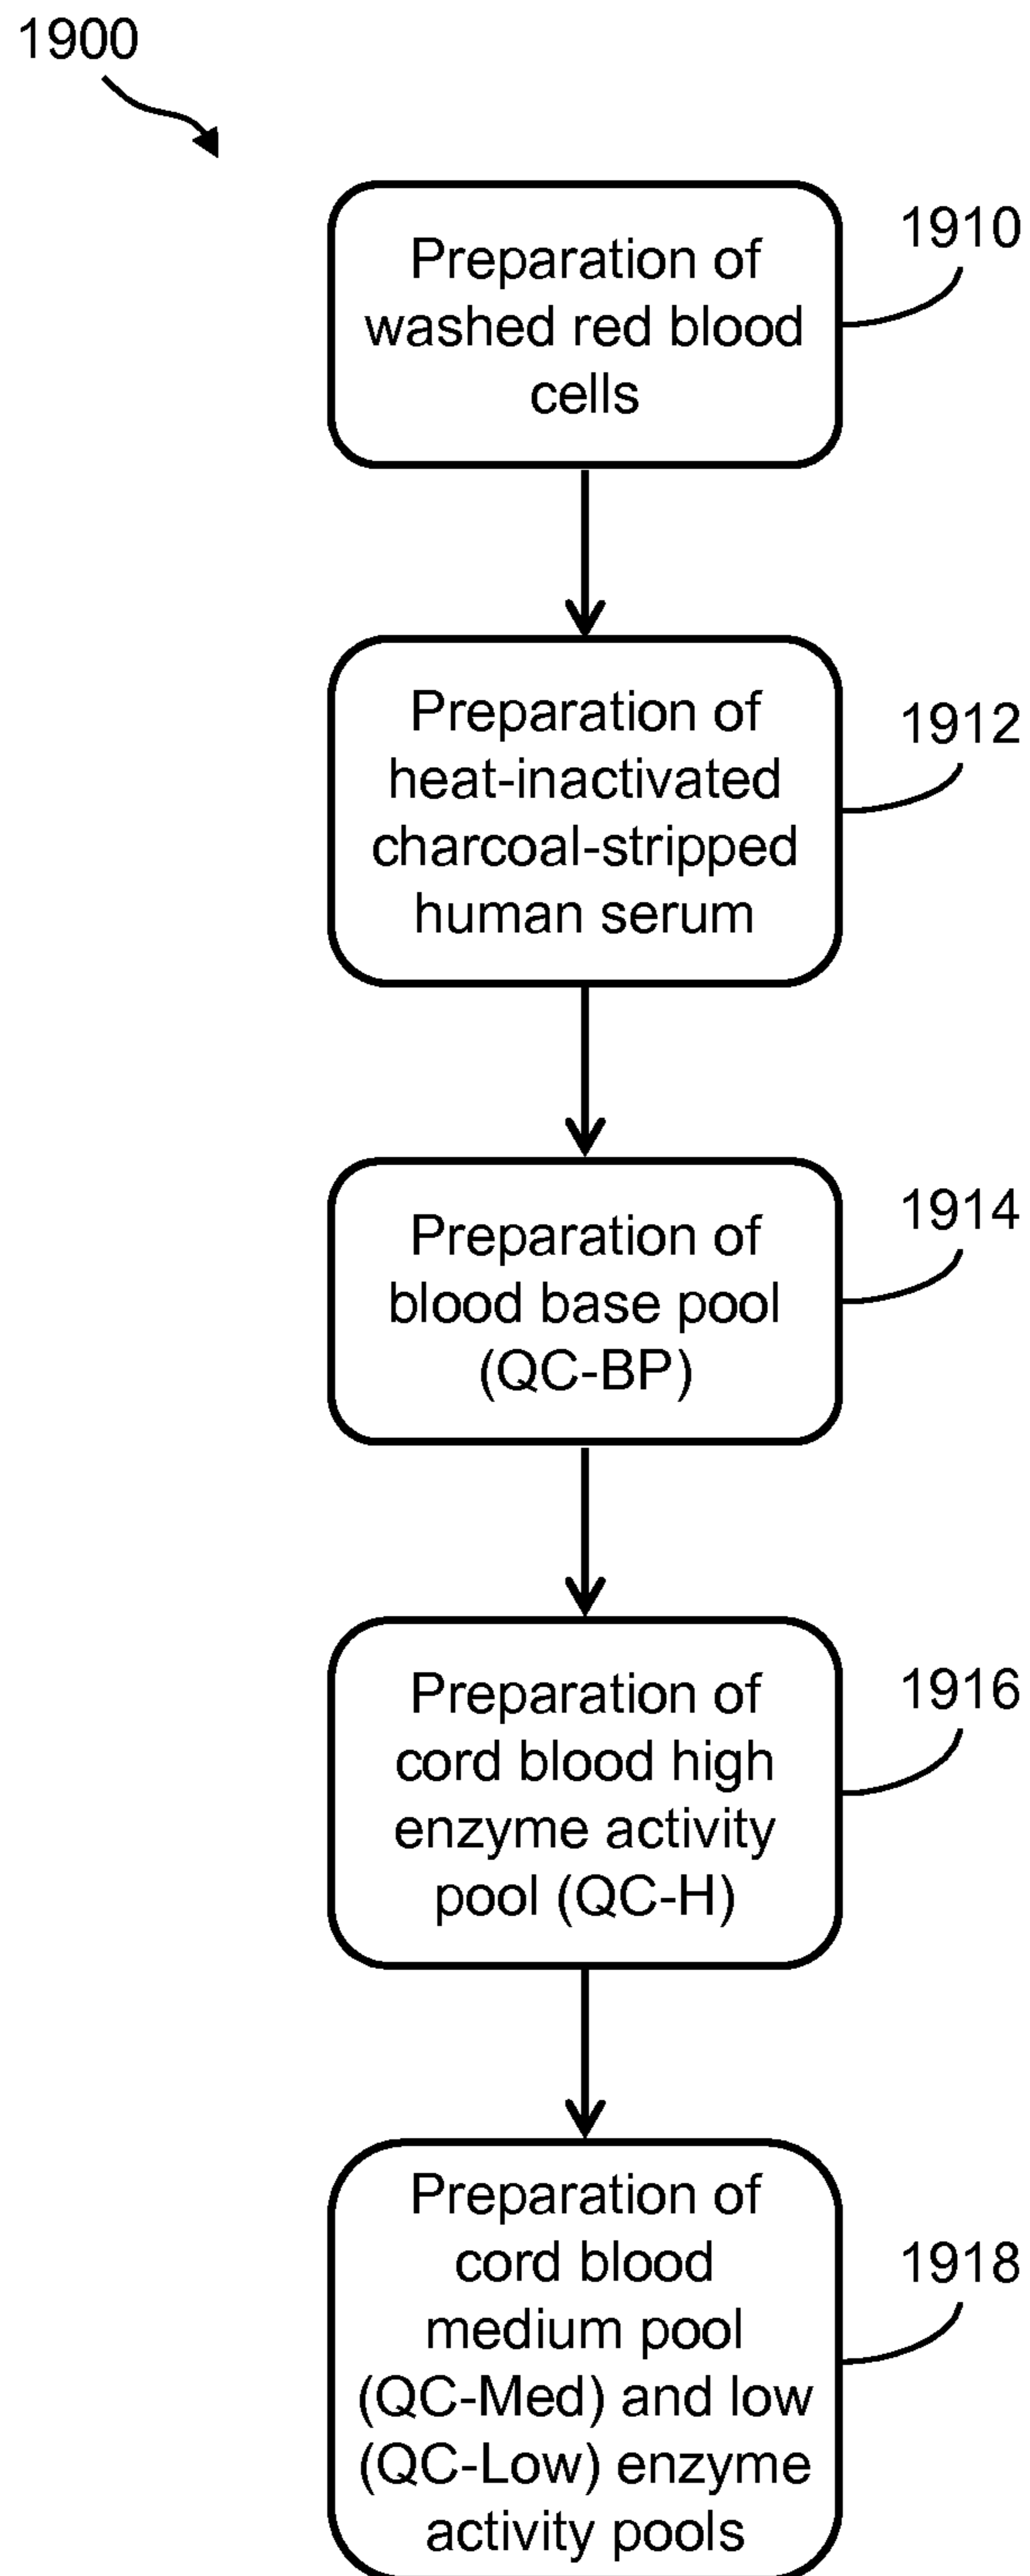 1900
Preparation of
washed red blood
cells
1910
Preparation of
heat-inactivated
charcoal-stripped
human serum
1912
Preparation of
blood base pool
(QC-BP)
1914
Preparation of
cord blood high
enzyme activity
pool (QC-H)
1916
Preparation of
cord blood
medium pool
(QC-Med) and low
(QC-Low) enzyme
activity pools
1918